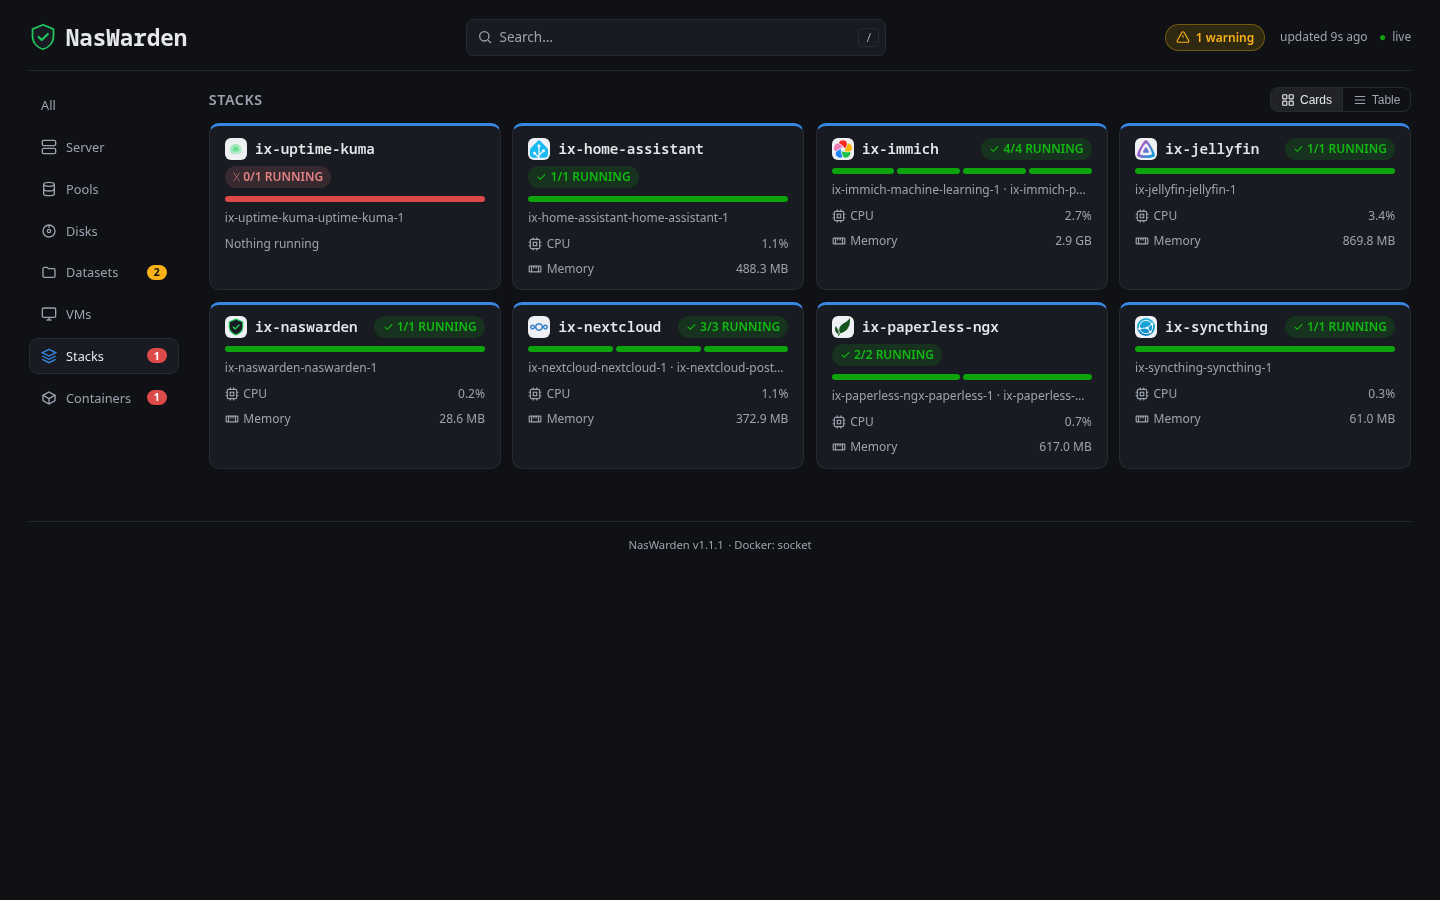 NasWarden
Search...
/
1 warning
updated 9s ago
live
All
Server
Pools
Disks
Datasets
2
VMs
Stacks
1
Containers
1
STACKS
Cards
Table
ix-uptime-kuma
0/1 RUNNING
ix-uptime-kuma-uptime-kuma-1
Nothing running
ix-home-assistant
1/1 RUNNING
ix-home-assistant-home-assistant-1
CPU 1.1%
Memory 488.3 MB
ix-immich
4/4 RUNNING
ix-immich-machine-learning-1 · ix-immich-p...
CPU 2.7%
Memory 2.9 GB
ix-jellyfin
1/1 RUNNING
ix-jellyfin-jellyfin-1
CPU 3.4%
Memory 869.8 MB
ix-naswarden
1/1 RUNNING
ix-naswarden-naswarden-1
CPU 0.2%
Memory 28.6 MB
ix-nextcloud
3/3 RUNNING
ix-nextcloud-nextcloud-1 · ix-nextcloud-post...
CPU 1.1%
Memory 372.9 MB
ix-paperless-ngx
2/2 RUNNING
ix-paperless-ngx-paperless-1 · ix-paperless-...
CPU 0.7%
Memory 617.0 MB
ix-syncthing
1/1 RUNNING
ix-syncthing-syncthing-1
CPU 0.3%
Memory 61.0 MB
NasWarden v1.1.1 · Docker: socket